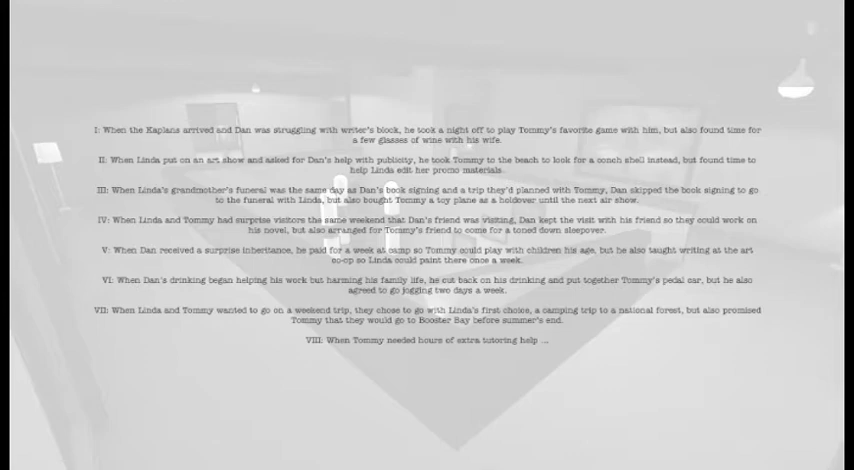 I: When the Kaplans arrived and Dan was struggling with writer's block, he took a night off to play Tommy's favorite game with him, but also found time for
a few glasses of wine with his wife.
II: When Linda put on an art show and asked for Dan's help with publicity, he took Tommy to the beach to look for a conch shell instead, but found time to
help Linda edit her promo materials.
III: When Linda's grandmother's funeral was the same day as Dan's book signing and a trip they'd planned with Tommy, Dan skipped the book signing to go
to the funeral with Linda, but also bought Tommy a toy plane as a holdover until the next air show.
IV: When Linda and Tommy had surprise visitors the same weekend that Dan's friend was visiting, Dan kept the visit with his friend so they could work on
his novel, but also arranged for Tommy's friend to come for a toned down sleepover.
V: When Dan received a surprise inheritance, he paid for a week at camp so Tommy could play with children his age, but he also taught writing at the art
co-op so Linda could paint there once a week.
VI: When Dan's drinking began helping his work but harming his family life, he cut back on his drinking and put together Tommy's pedal car, but he also
agreed to go jogging two days a week.
VII: When Linda and Tommy wanted to go on a weekend trip, they chose to go with Linda's first choice, a camping trip to a national forest, but also promised
Tommy that they would go to Booster Bay before summer's end.
VIII: When Tommy needed hours of extra tutoring help ...